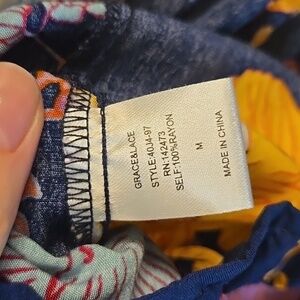 GRACE&LACE
STYLE:40J4-97
RN:142473
SELF:100%RAYON
M
MADE IN CHINA